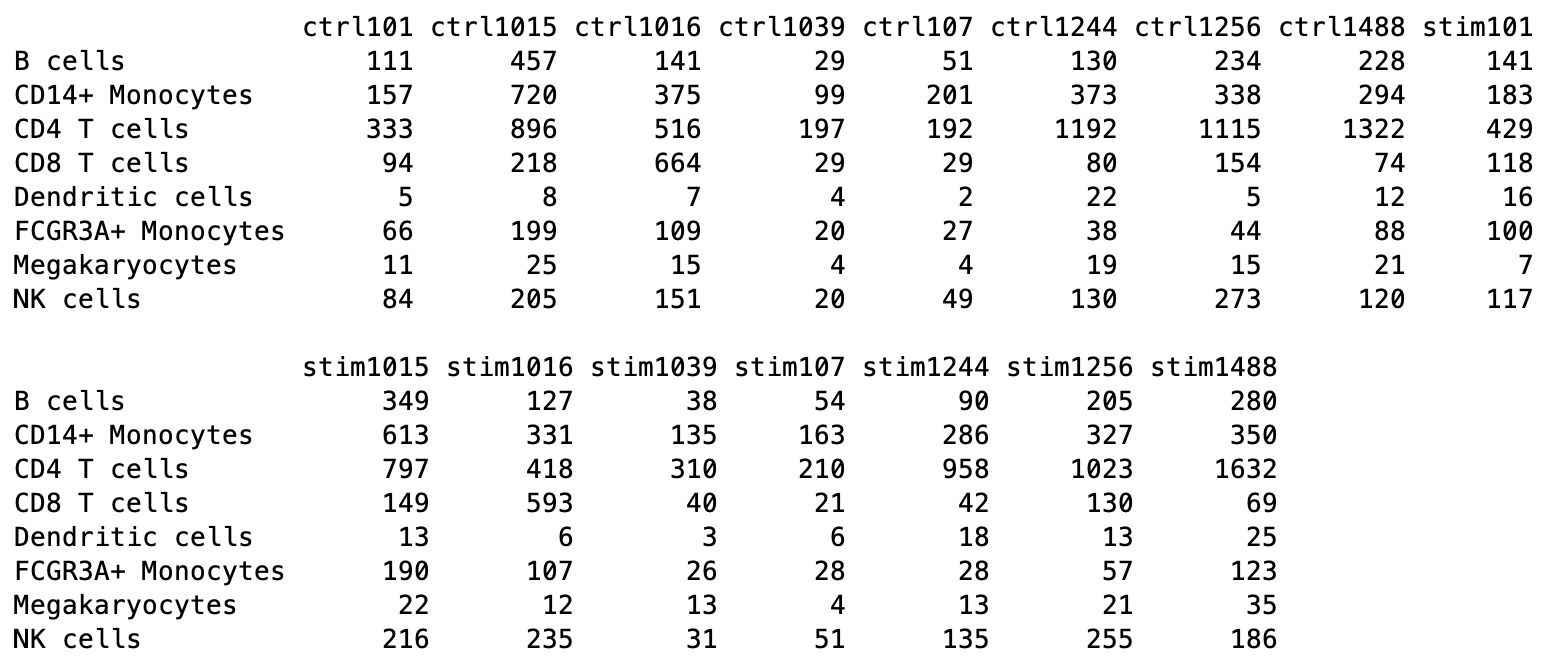 ctrl101 ctrl1015 ctrl1016 ctrl1039 ctrl107 ctrl1244 ctrl1256 ctrl1488 stim101
B cells 111 457 141 29 51 130 234 228 141
CD14+ Monocytes 157 720 375 99 201 373 338 294 183
CD4 T cells 333 896 516 197 192 1192 1115 1322 429
CD8 T cells 94 218 664 29 29 80 154 74 118
Dendritic cells 5 8 7 4 2 22 5 12 16
FCGR3A+ Monocytes 66 199 109 20 27 38 44 88 100
Megakaryocytes 11 25 15 4 4 19 15 21 7
NK cells 84 205 151 20 49 130 273 120 117
stim1015 stim1016 stim1039 stim107 stim1244 stim1256 stim1488
B cells 349 127 38 54 90 205 280
CD14+ Monocytes 613 331 135 163 286 327 350
CD4 T cells 797 418 310 210 958 1023 1632
CD8 T cells 149 593 40 21 42 130 69
Dendritic cells 13 6 3 6 18 13 25
FCGR3A+ Monocytes 190 107 26 28 28 57 123
Megakaryocytes 22 12 13 4 13 21 35
NK cells 216 235 31 51 135 255 186